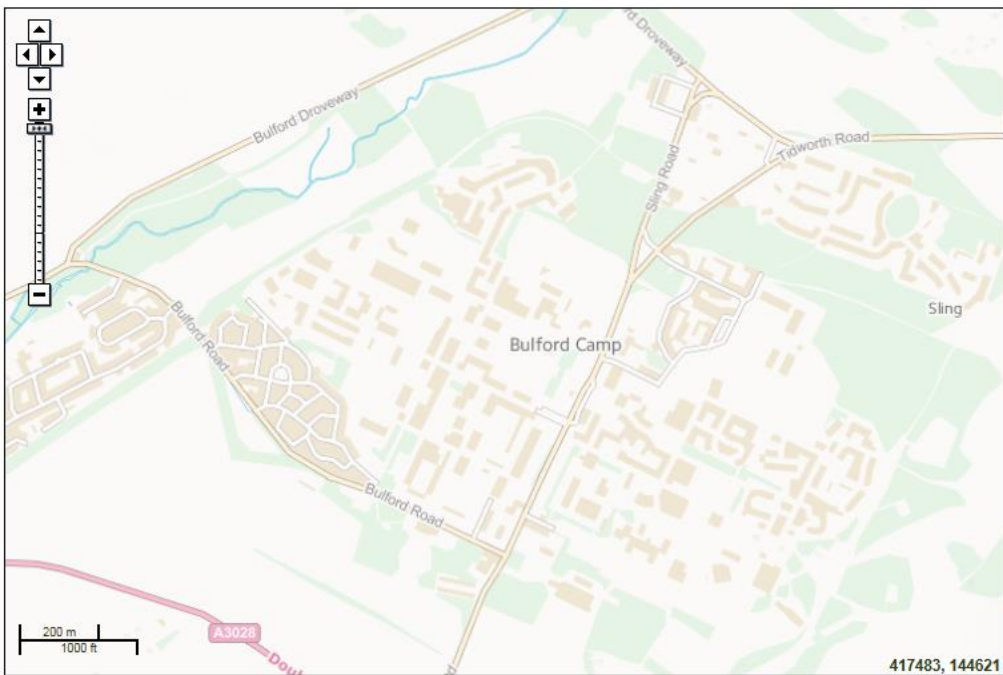 Bulford Droveway
Droveway
Tidworth Road
Sling Road
Sling
Bulford Road
Bulford Camp
Bulford Road
200 m
1000 ft
A3028
417483, 144621